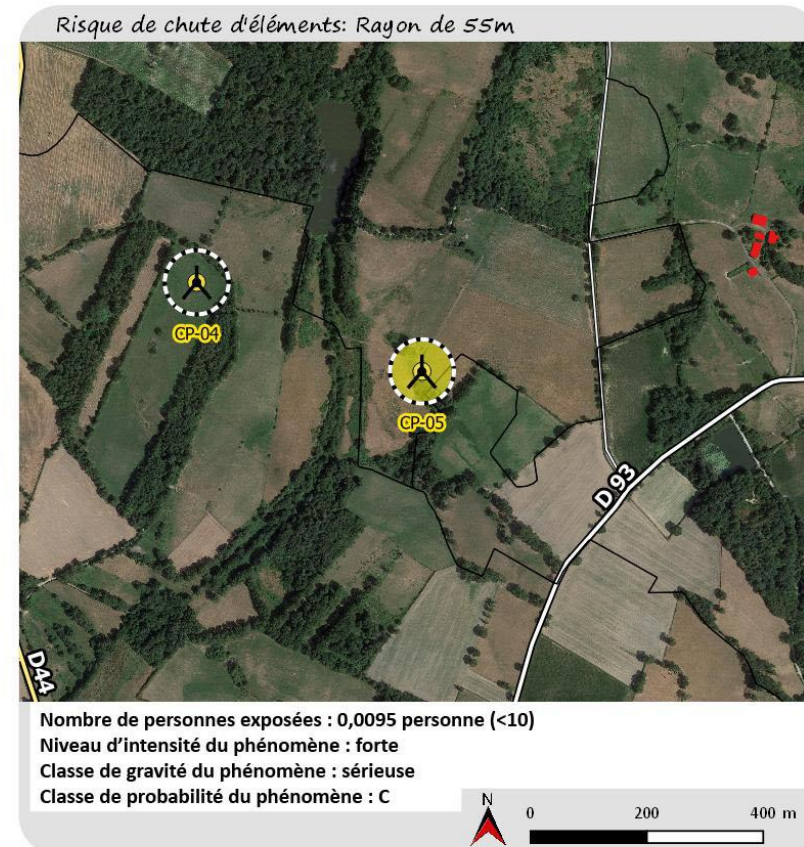 Risque de chute d'éléments: Rayon de 55m
CP-04
CP-05
D 93
D44
Nombre de personnes exposées : 0,0095 personne (<10)
Niveau d'intensité du phénomène : forte
Classe de gravité du phénomène : sérieuse
Classe de probabilité du phénomène : C
N
0 200 400 m